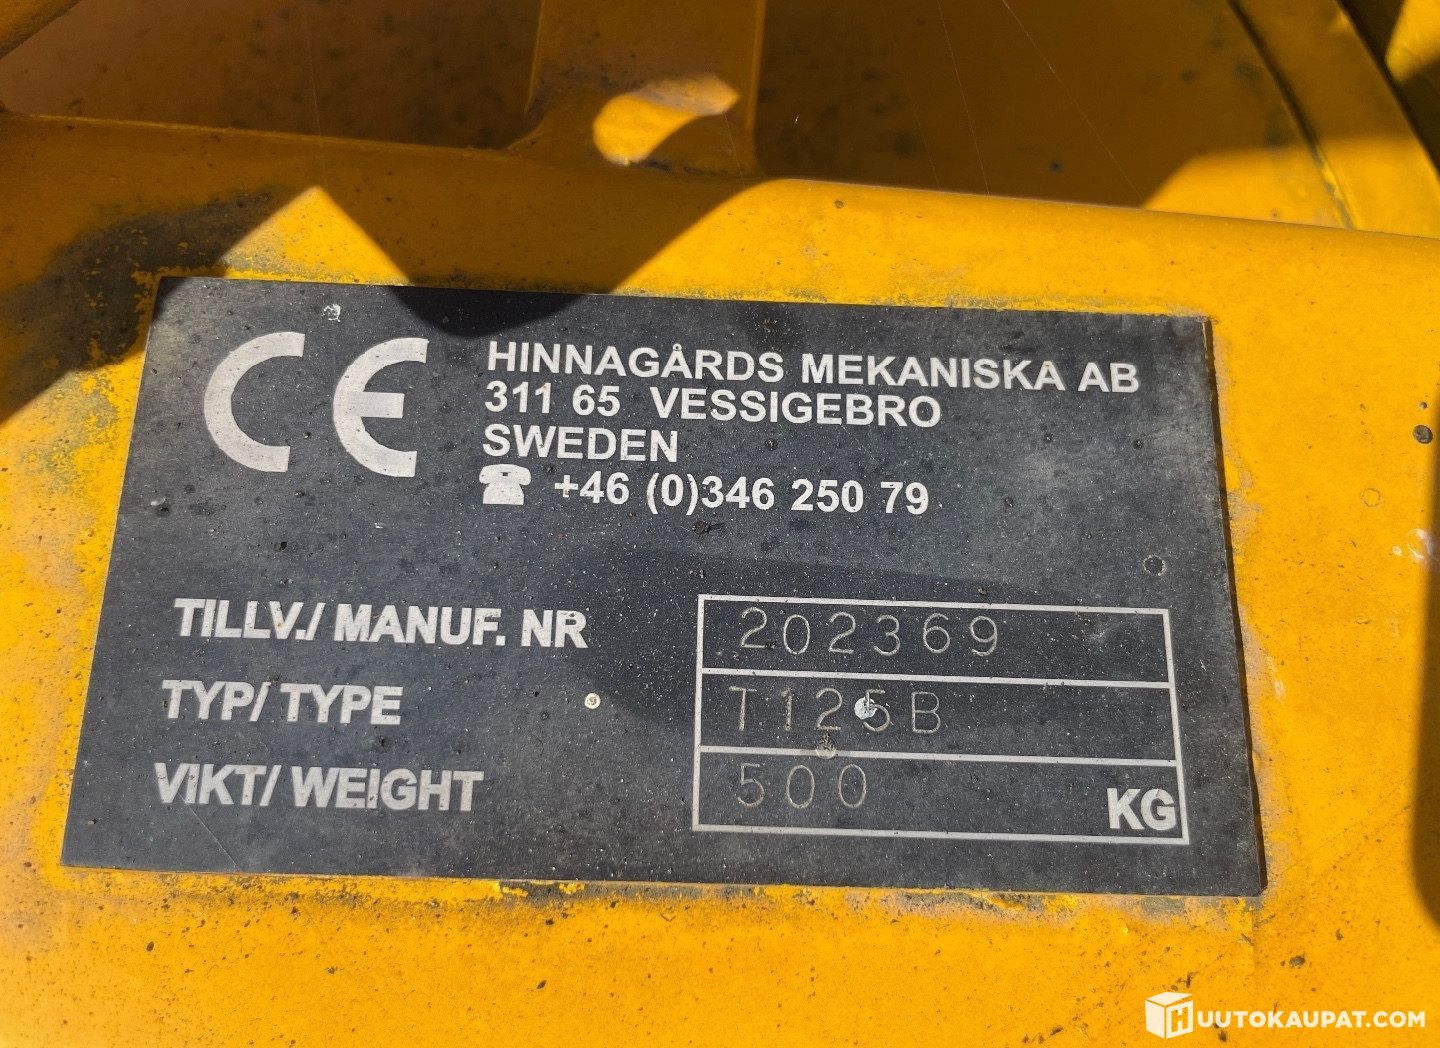 CE
HINNAGÅRDS MEKANISKA AB
311 65 VESSIGEBRO
SWEDEN
☎ +46 (0)346 250 79
TILLV./ MANUF. NR 202369
TYP/ TYPE T125B
VIKT/ WEIGHT 500 KG
HUUTOKAUPAT.COM